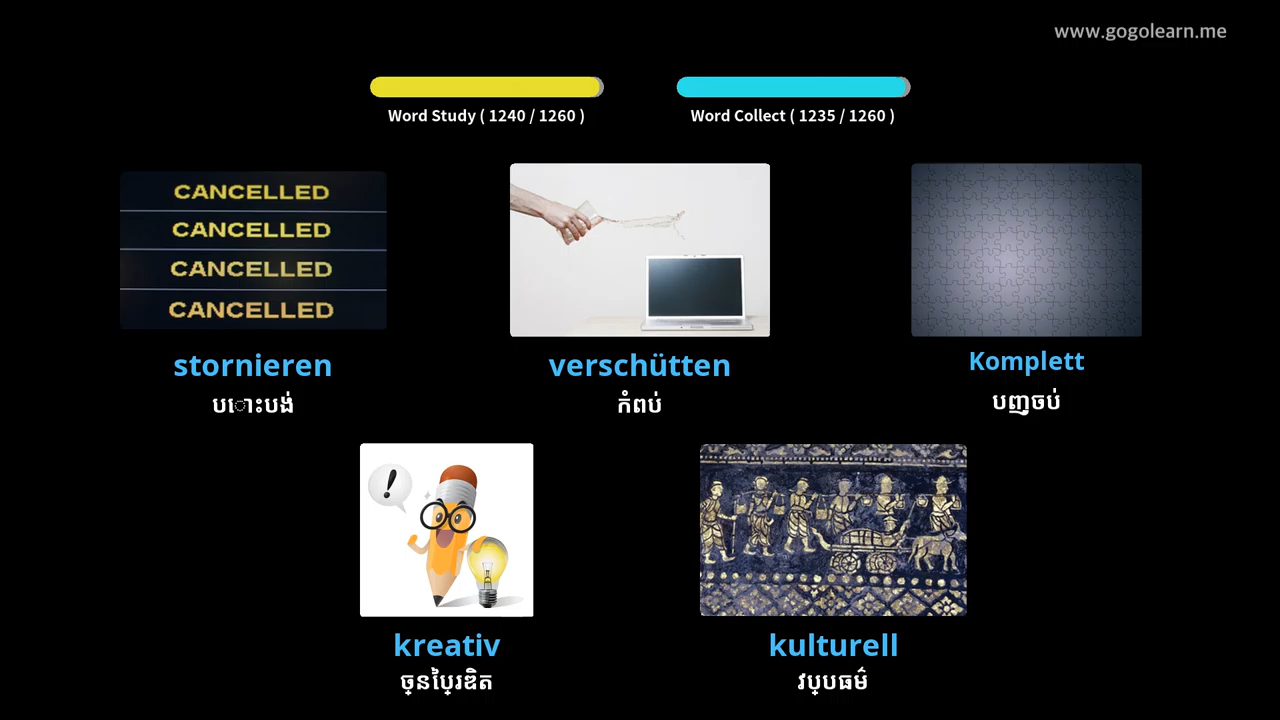 www.gogolearn.me
Word Study ( 1240 / 1260 )
Word Collect ( 1235 / 1260 )
CANCELLED
CANCELLED
CANCELLED
CANCELLED
stornieren
verschütten
Komplett
បោះបង់
កំពប់
បញ្ចប់
!
kreativ
kulturell
ច្នៃប្រឌិត
វប្បធម៌